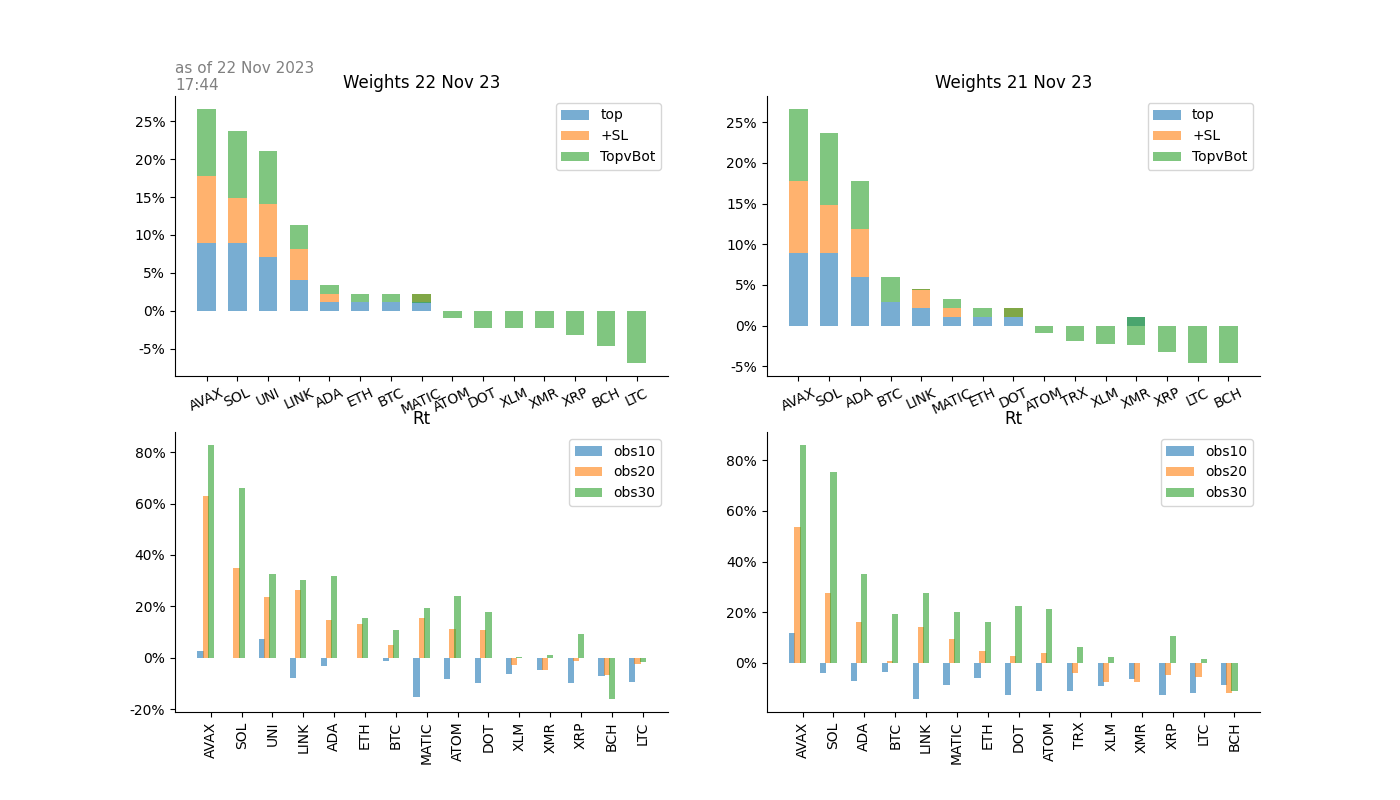 as of 22 Nov 2023
17:44
Weights 22 Nov 23
25%
20%
15%
10%
5%
0%
-5%
top
+SL
TopvBot
AVAX SOL UNI LINK ADA ETH BTC MATIC ATOM DOT XLM XMR XRP BCH LTC
Weights 21 Nov 23
25%
20%
15%
10%
5%
0%
-5%
top
+SL
TopvBot
AVAX SOL ADA BTC LINK MATIC ETH DOT ATOM TRX XLM XMR XRP LTC BCH
Rt
80%
60%
40%
20%
0%
-20%
obs10
obs20
obs30
AVAX SOL UNI LINK ADA ETH BTC MATIC ATOM DOT XLM XMR XRP BCH LTC
Rt
80%
60%
40%
20%
0%
obs10
obs20
obs30
AVAX SOL ADA BTC LINK MATIC ETH DOT ATOM TRX XLM XMR XRP LTC BCH